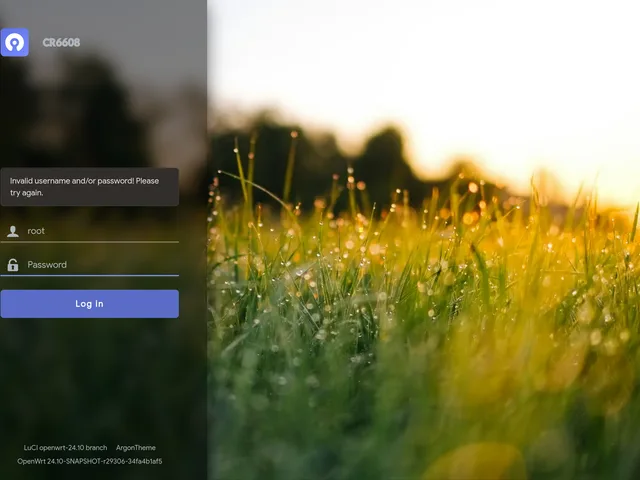 CR6608
Invalid username and/or password! Please
try again.
root
Password
Log In
LuCI openwrt-24.10 branch ArgonTheme
OpenWrt 24.10-SNAPSHOT-r29306-34fa4b1af5